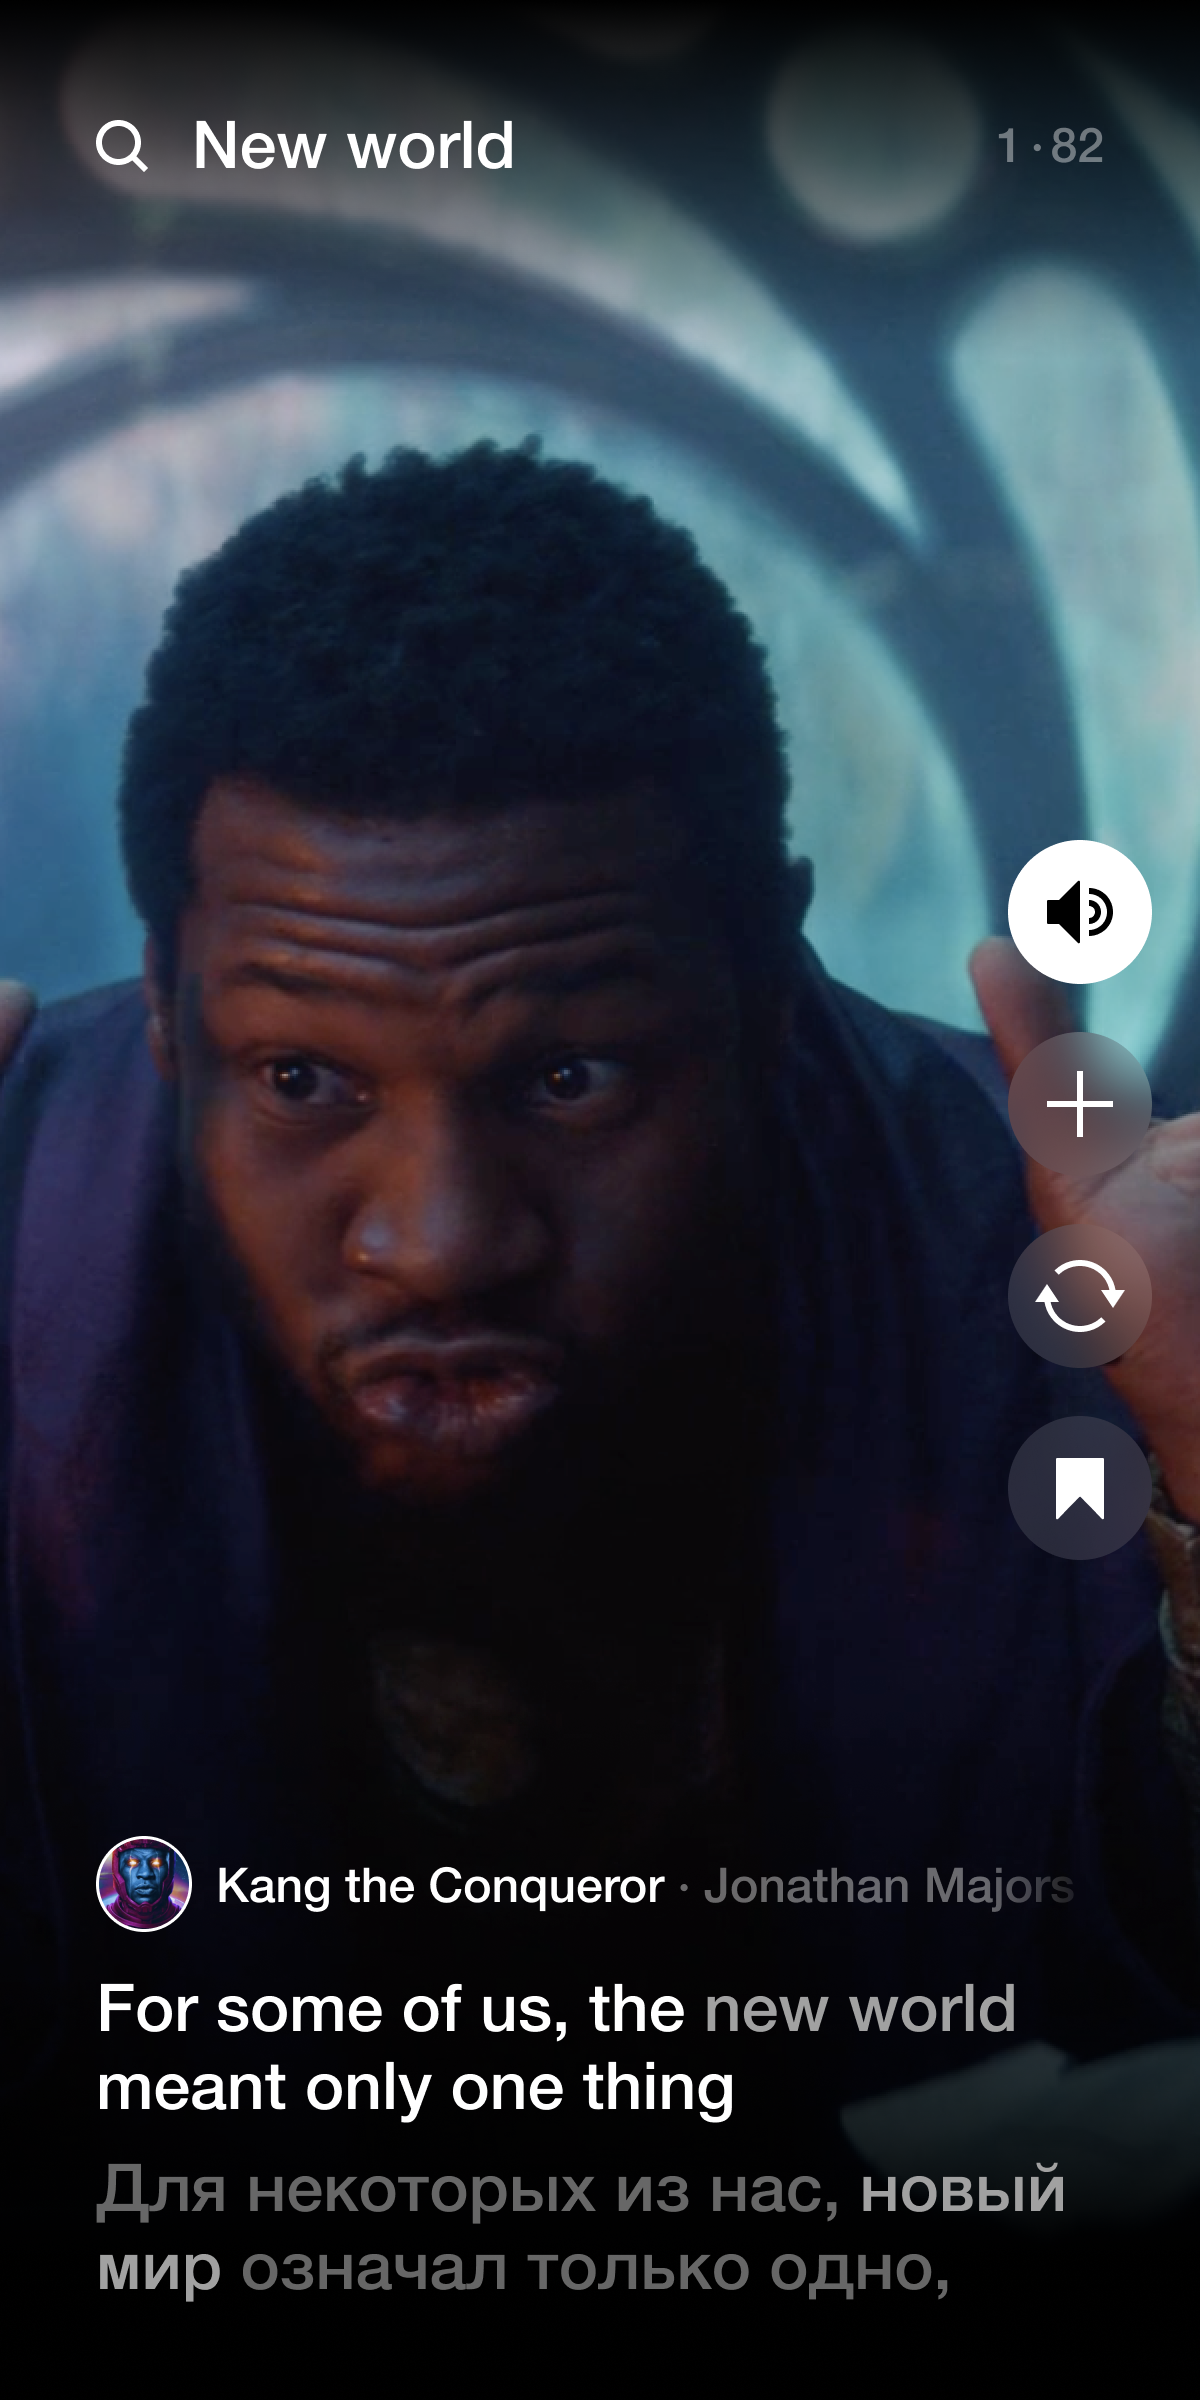 New world
1 · 82
Kang the Conqueror · Jonathan Majors
For some of us, the new world
meant only one thing
Для некоторых из нас, новый
мир означал только одно,